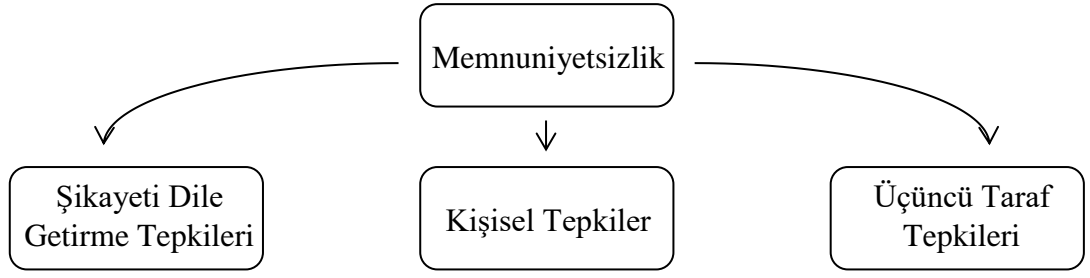 Memnuniyetsizlik
Şikayeti Dile
Getirme Tepkileri
Kişisel Tepkiler
Üçüncü Taraf
Tepkileri